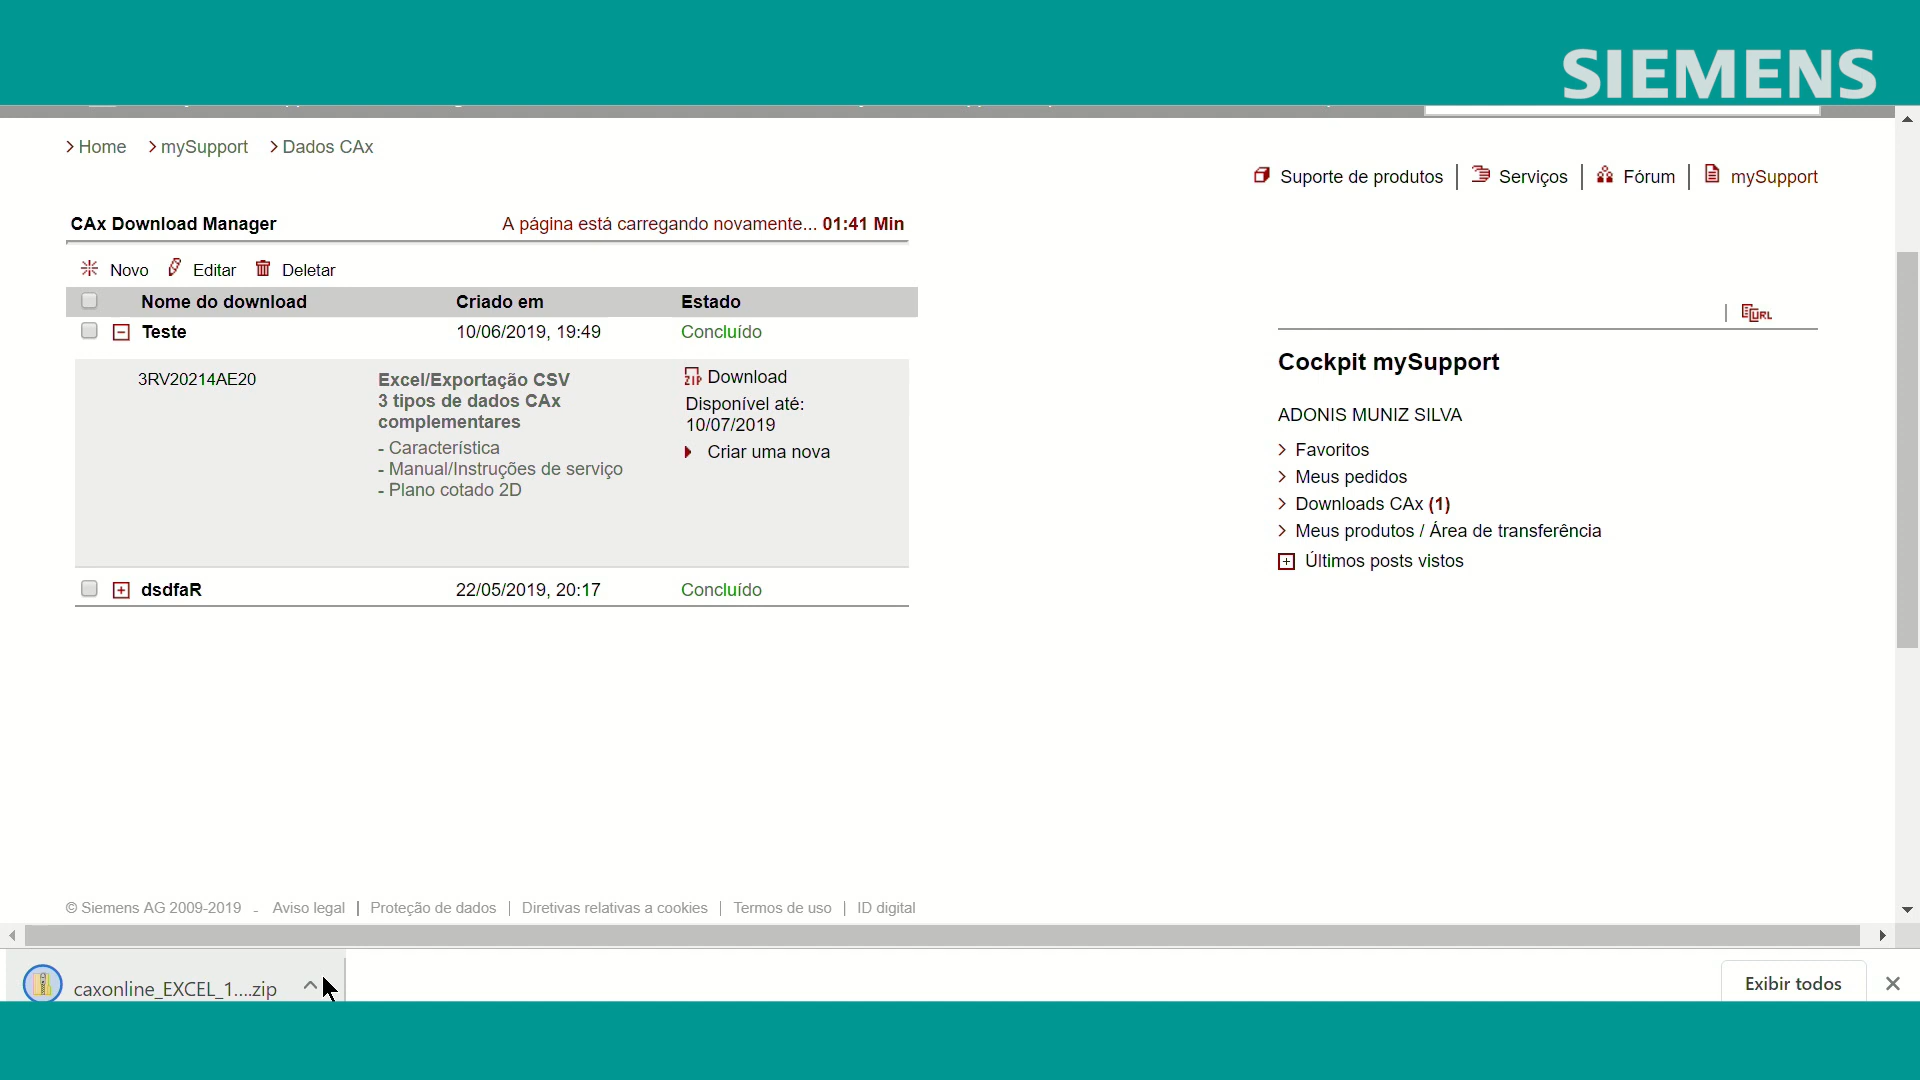 SIEMENS
> Home > mySupport > Dados CAx
Suporte de produtos | Serviços | Fórum | mySupport
CAx Download Manager A página está carregando novamente... 01:41 Min
Novo Editar Deletar
Nome do download Criado em Estado
Teste 10/06/2019, 19:49 Concluído
3RV20214AE20
Excel/Exportação CSV
3 tipos de dados CAx
complementares
- Característica
- Manual/Instruções de serviço
- Plano cotado 2D
ZIP Download
Disponível até:
10/07/2019
Criar uma nova
dsdfaR 22/05/2019, 20:17 Concluído
| URL
Cockpit mySupport
ADONIS MUNIZ SILVA
> Favoritos
> Meus pedidos
> Downloads CAx (1)
> Meus produtos / Área de transferência
Últimos posts vistos
© Siemens AG 2009-2019 - Aviso legal | Proteção de dados | Diretivas relativas a cookies | Termos de uso | ID digital
caxonline_EXCEL_1....zip
Exibir todos